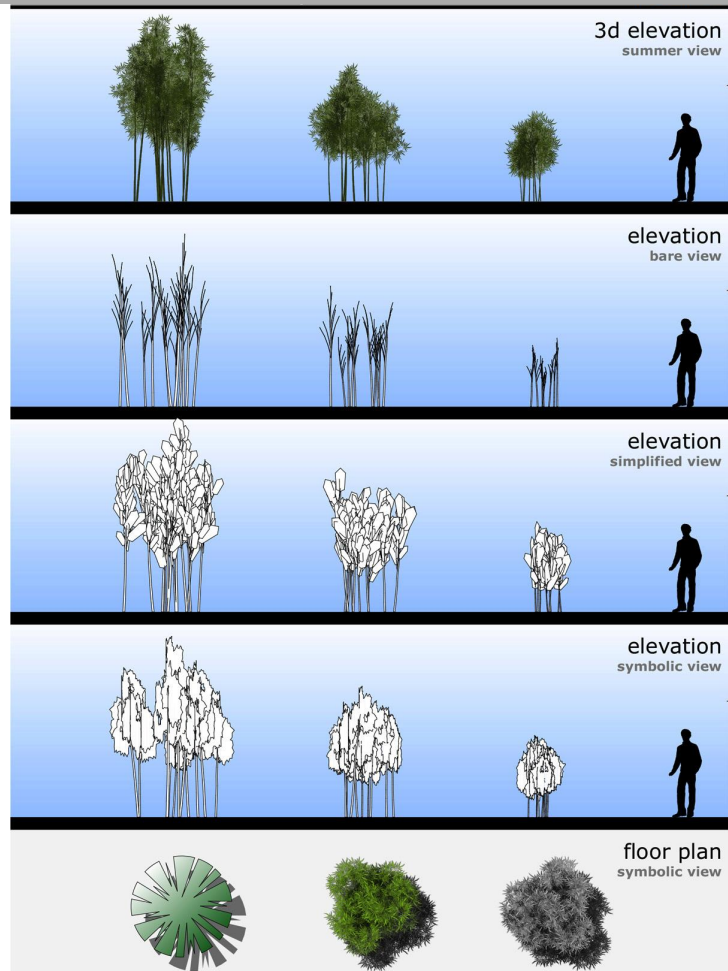 3d elevation
summer view
elevation
bare view
elevation
simplified view
elevation
symbolic view
floor plan
symbolic view